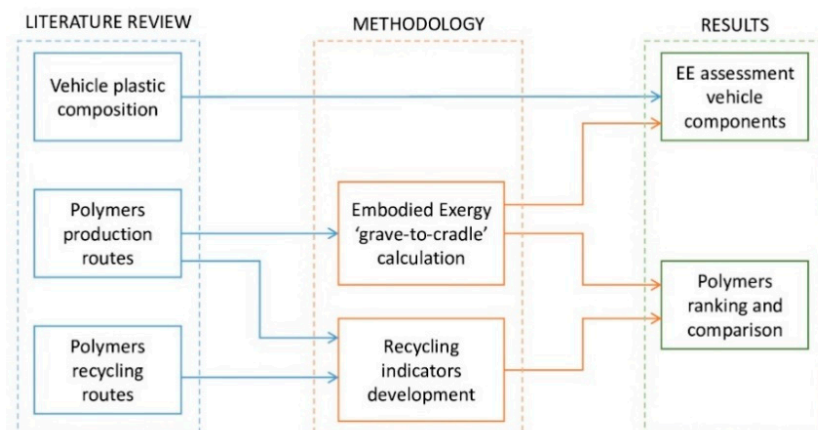 LITERATURE REVIEW
Vehicle plastic
composition
Polymers
production
routes
Polymers
recycling
routes
METHODOLOGY
Embodied Exergy
'grave-to-cradle'
calculation
Recycling
indicators
development
RESULTS
EE assessment
vehicle
components
Polymers
ranking and
comparison